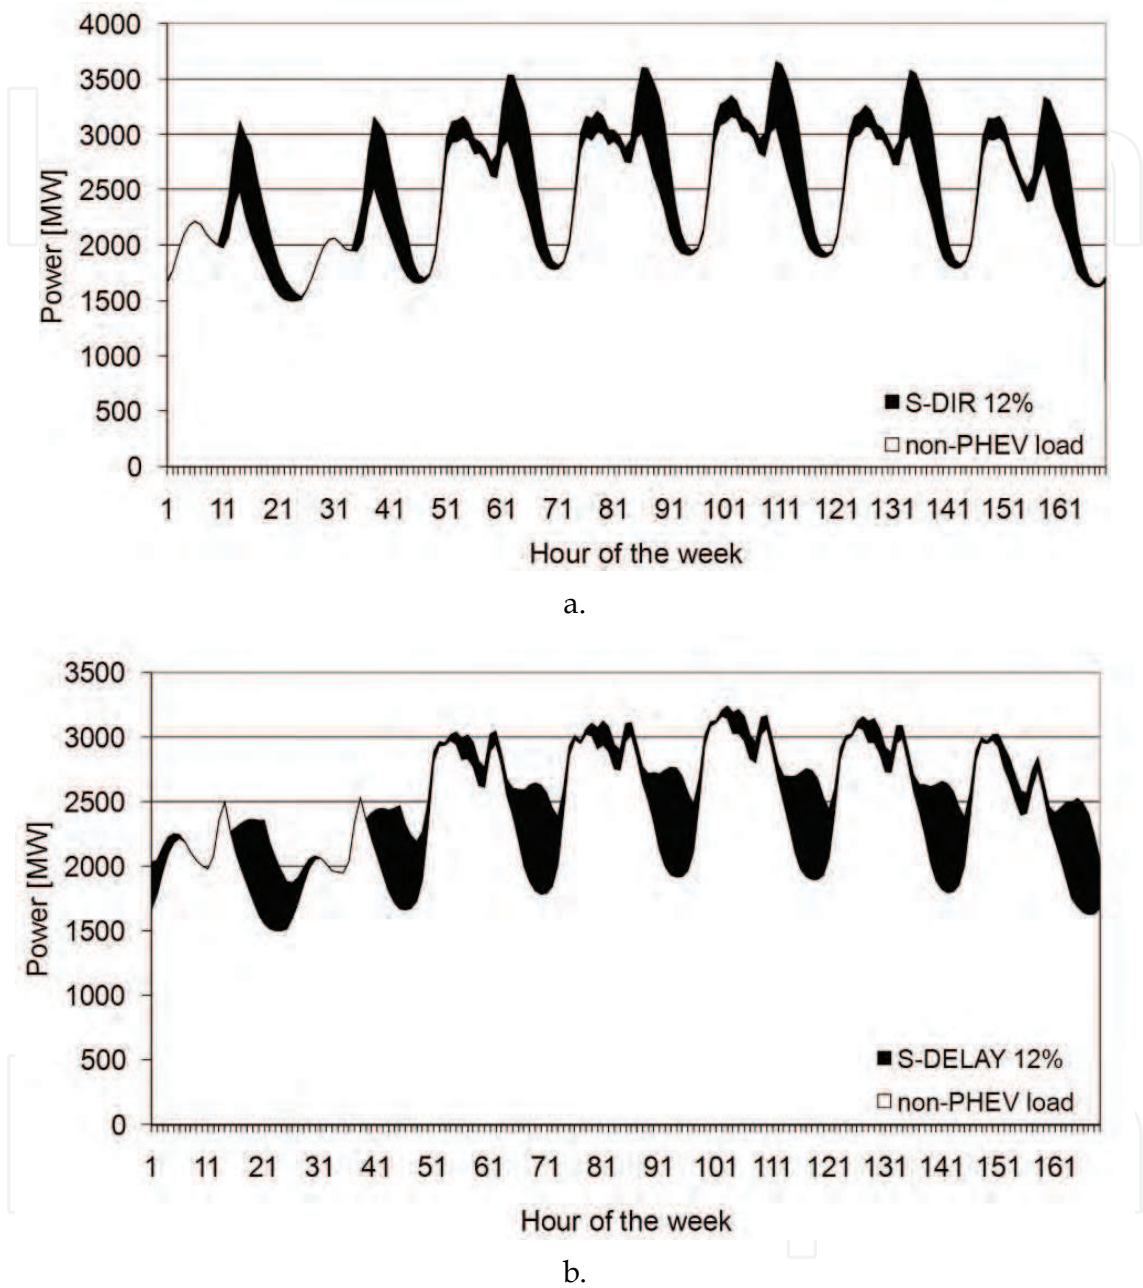 4000
3500
3000
2500
2000
1500
1000
500
0
Power [MW]
S-DIR 12%
non-PHEV load
1 11 21 31 41 51 61 71 81 91 101 111 121 131 141 151 161
Hour of the week
a.
3500
3000
2500
2000
1500
1000
500
0
Power [MW]
S-DELAY 12%
non-PHEV load
1 11 21 31 41 51 61 71 81 91 101 111 121 131 141 151 161
Hour of the week
b.